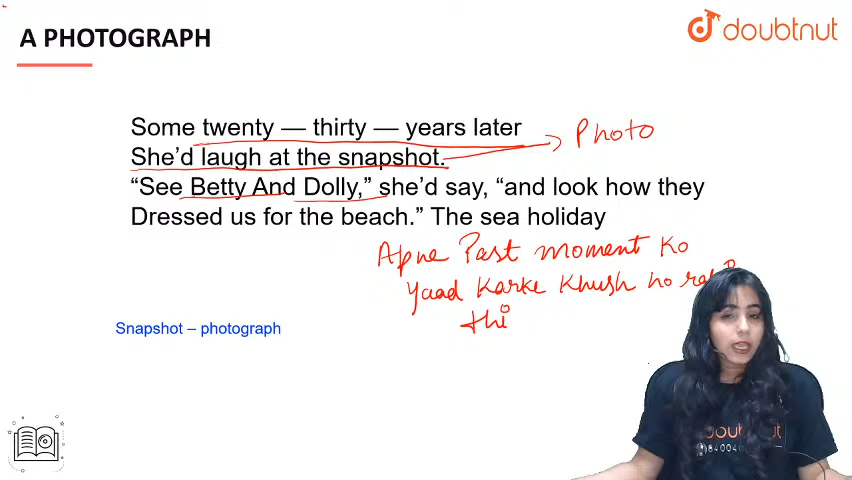 A PHOTOGRAPH
doubtnut
Some twenty — thirty — years later
She'd laugh at the snapshot.
Photo
“See Betty And Dolly,” she'd say, “and look how they
Dressed us for the beach.” The sea holiday
Apne Past moment Ko
Yaad Karke Khush ho
thi
Snapshot – photograph
doubtnut